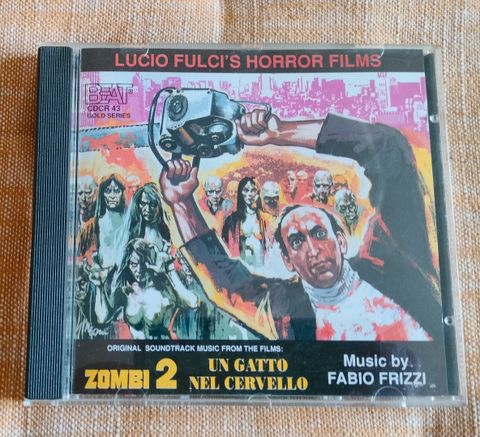 LUCIO FULCI'S HORROR FILMS
BEAT
CDCR 43
GOLD SERIES
ORIGINAL SOUNDTRACK MUSIC FROM THE FILMS:
ZOMBI 2
UN GATTO
NEL CERVELLO
Music by
FABIO FRIZZI